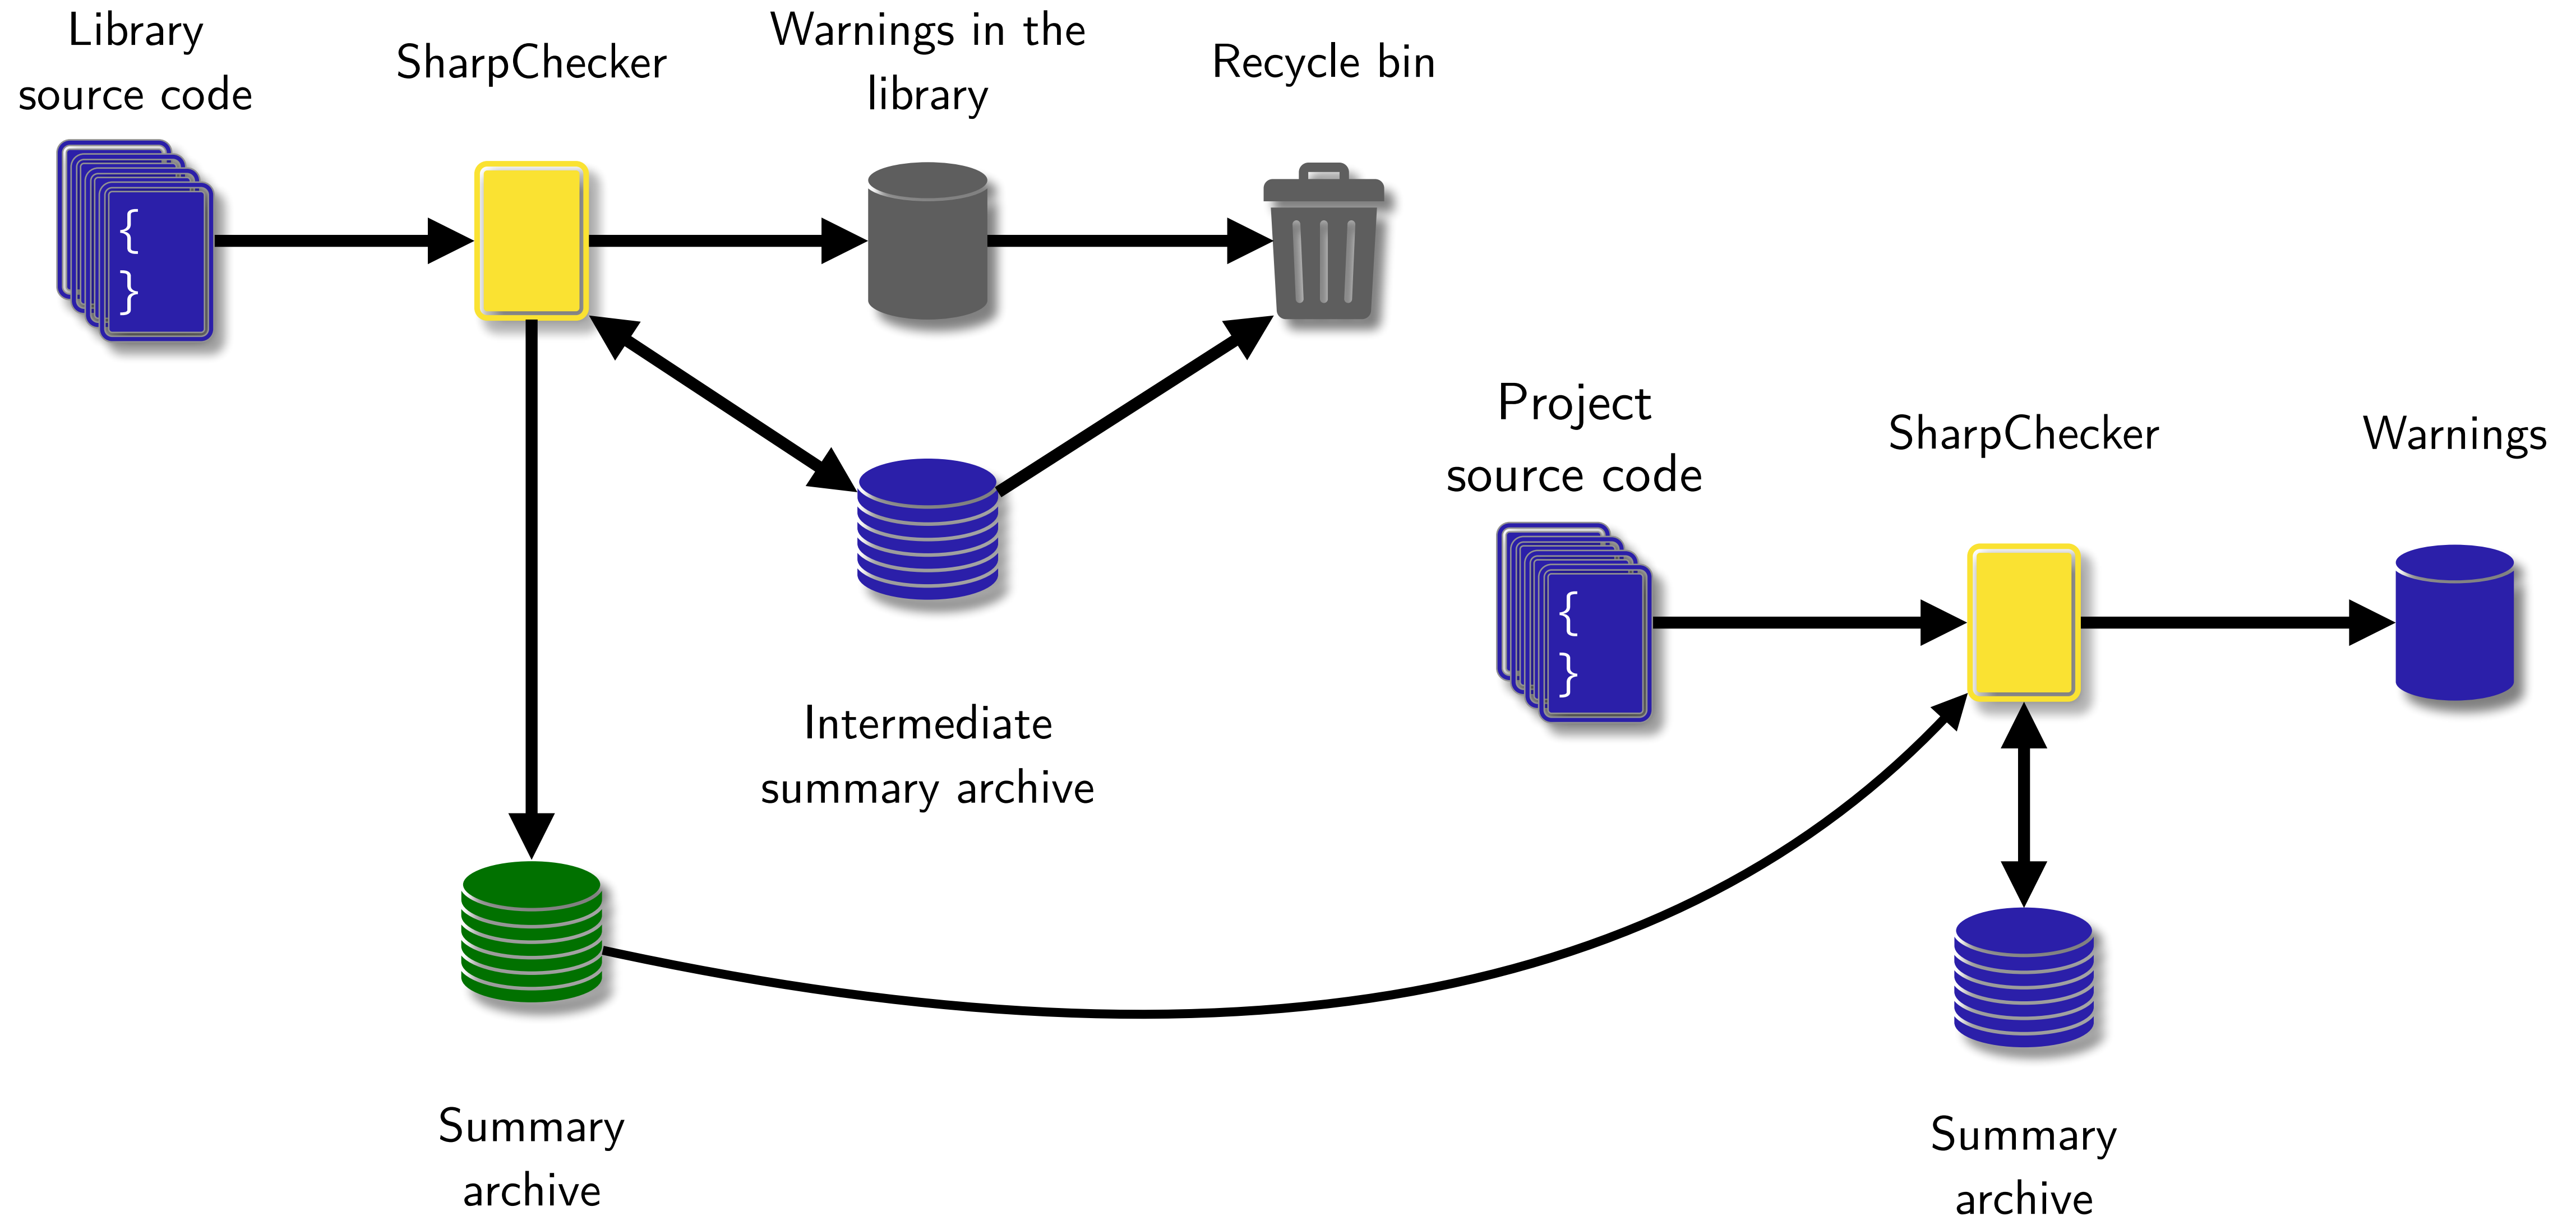 Library
source code
SharpChecker
Warnings in the
library
Recycle bin
{
}
Project
source code
SharpChecker
Warnings
{
}
Intermediate
summary archive
Summary
archive
Summary
archive